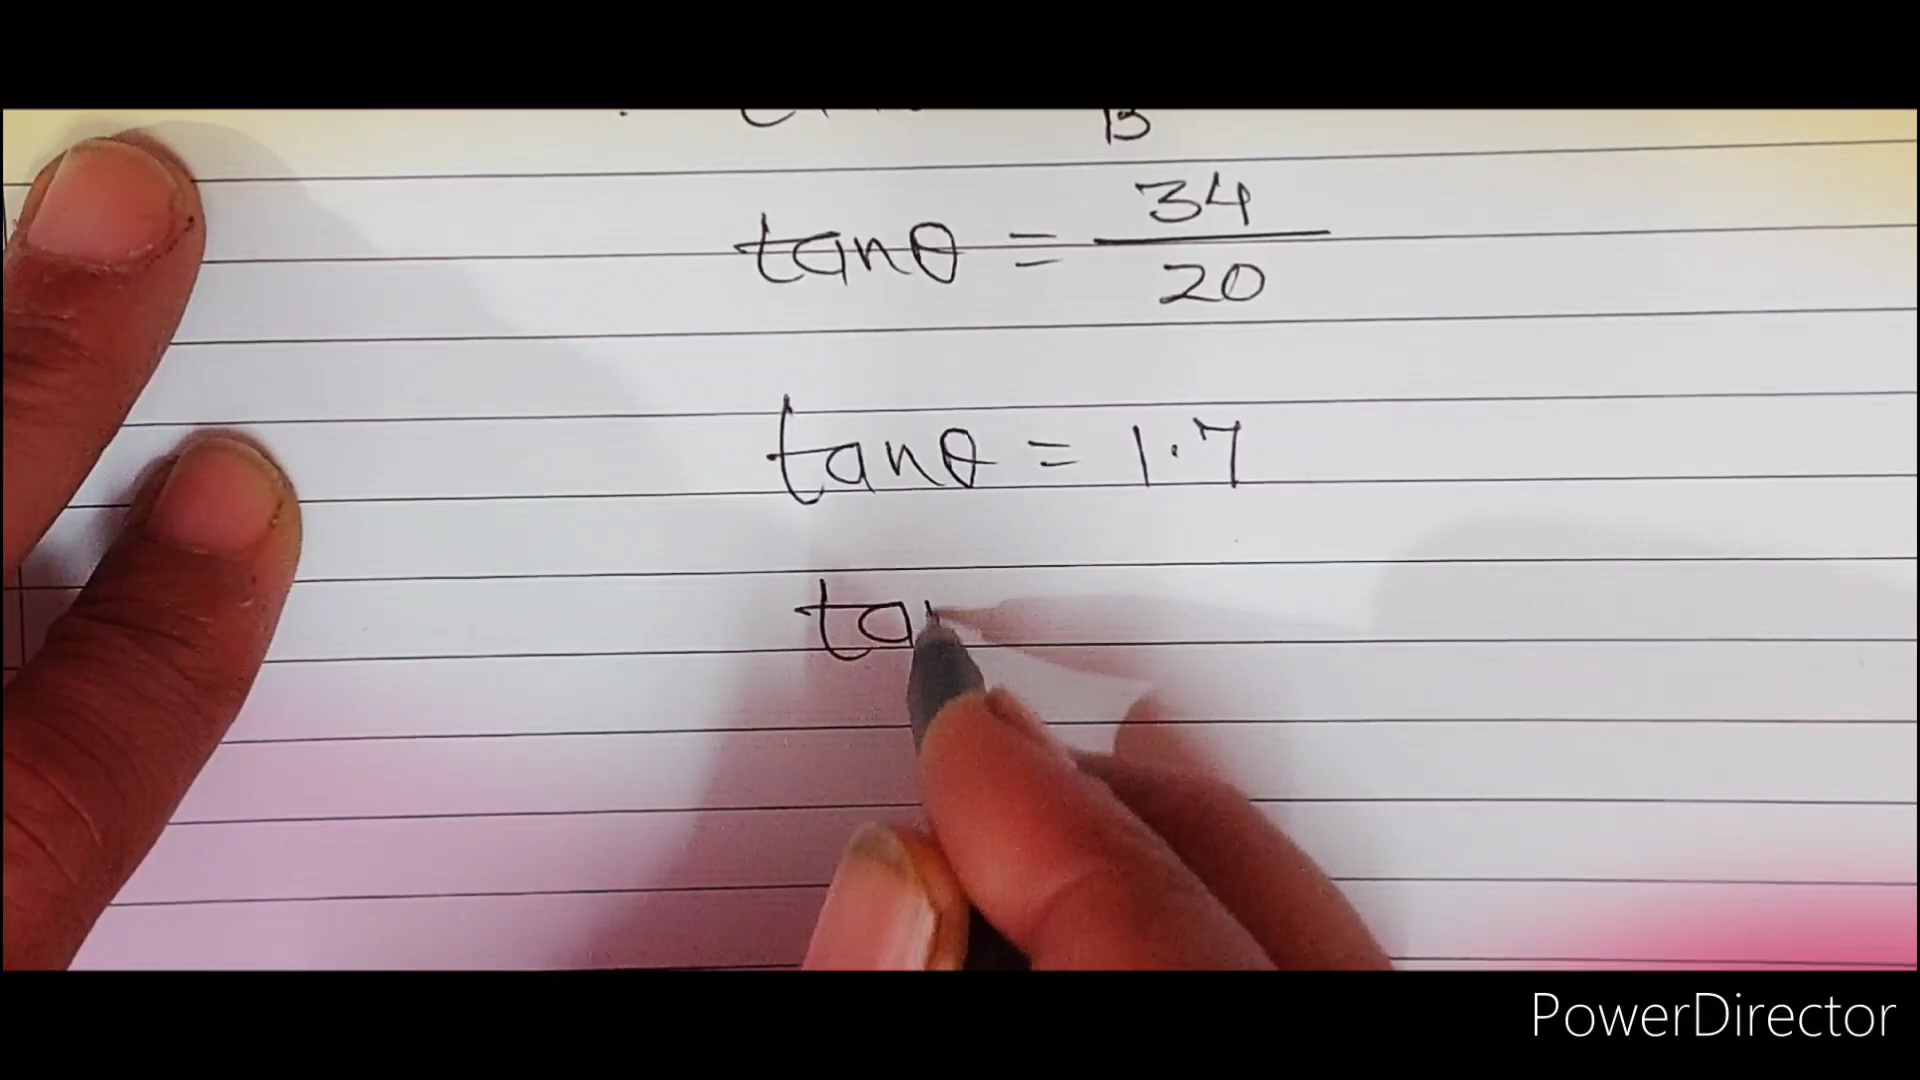 B
tanθ = 34/20
tanθ = 1.7
ta
PowerDirector